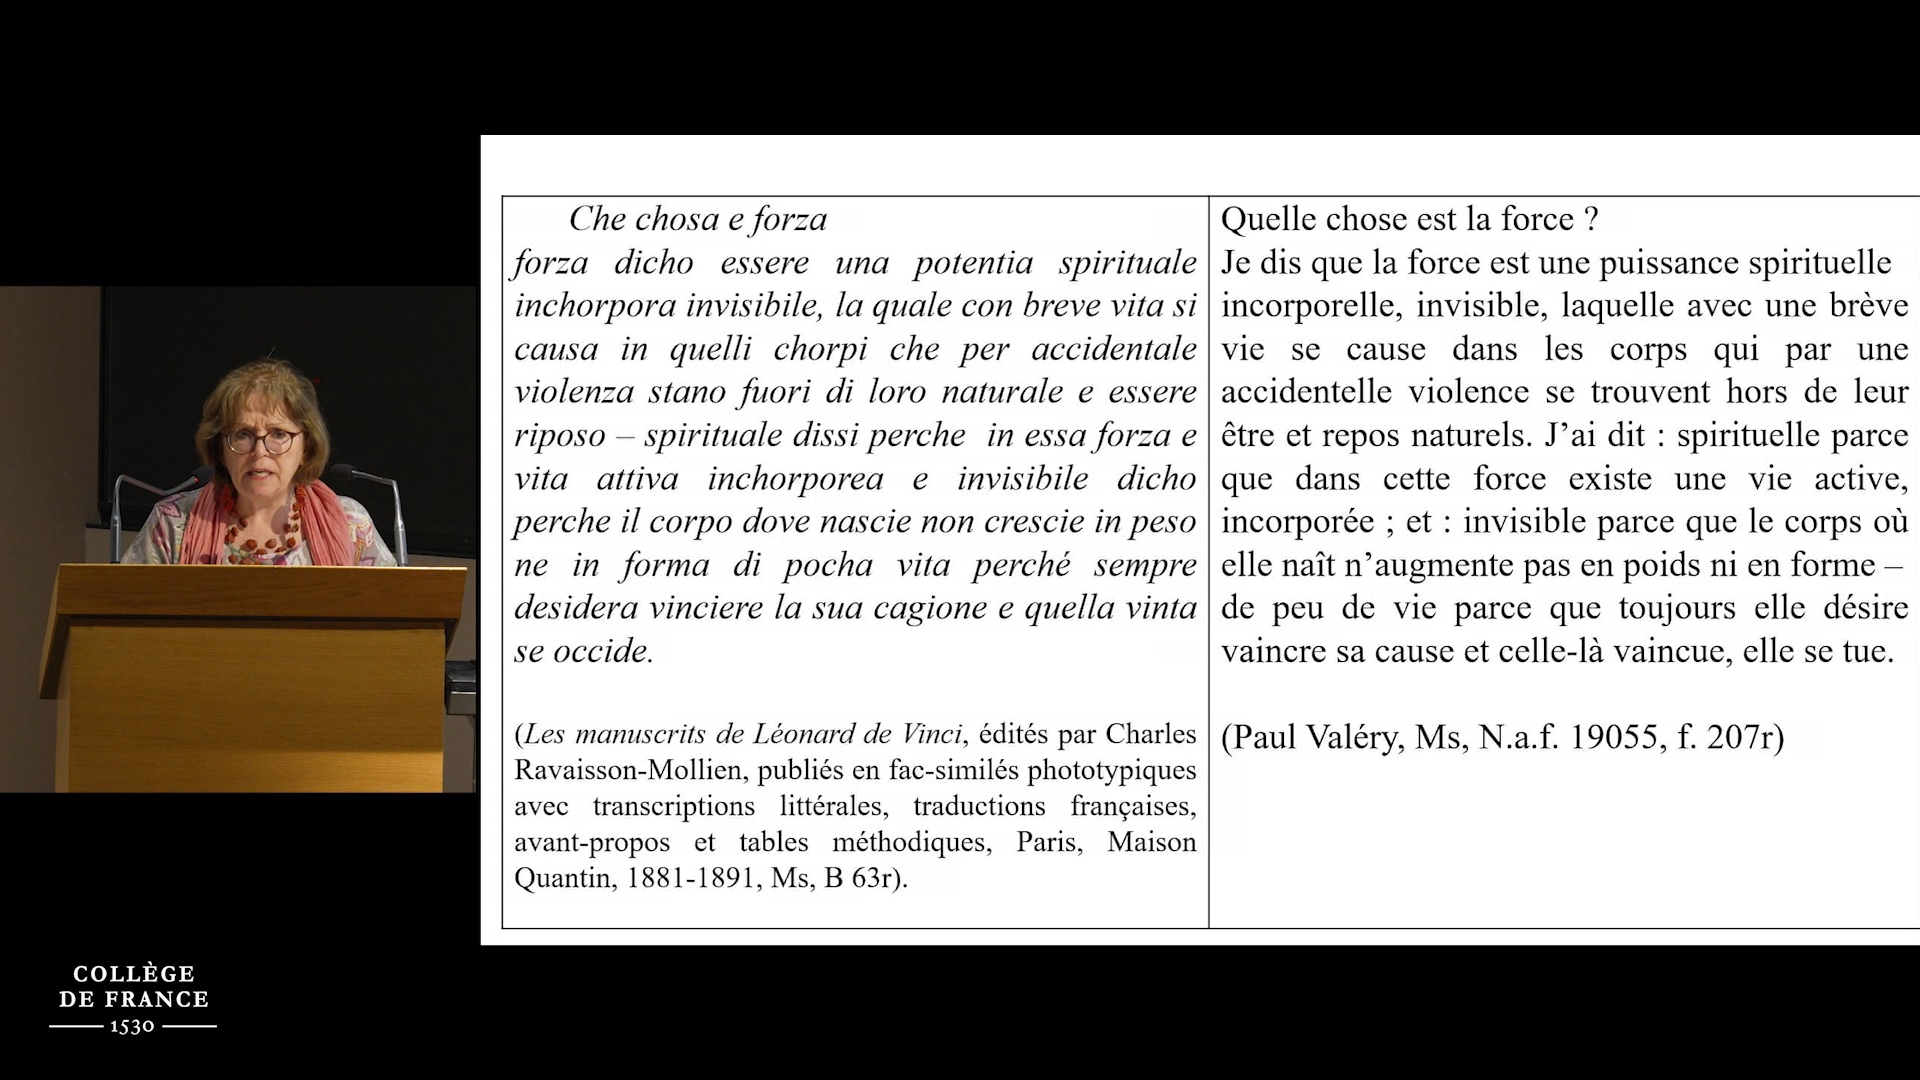 Che chosa e forza
forza dicho essere una potentia spirituale
inchorpora invisibile, la quale con breve vita si
causa in quelli chorpi che per accidentale
violenza stano fuori di loro naturale e essere
riposo – spirituale dissi perche in essa forza e
vita attiva inchorporea e invisibile dicho
perche il corpo dove nascie non crescie in peso
ne in forma di pocha vita perché sempre
desidera vinciere la sua cagione e quella vinta
se occide.
(Les manuscrits de Léonard de Vinci, édités par Charles
Ravaisson-Mollien, publiés en fac-similés phototypiques
avec transcriptions littérales, traductions françaises,
avant-propos et tables méthodiques, Paris, Maison
Quantin, 1881-1891, Ms, B 63r).
Quelle chose est la force ?
Je dis que la force est une puissance spirituelle
incorporelle, invisible, laquelle avec une brève
vie se cause dans les corps qui par une
accidentelle violence se trouvent hors de leur
être et repos naturels. J’ai dit : spirituelle parce
que dans cette force existe une vie active,
incorporée ; et : invisible parce que le corps où
elle naît n’augmente pas en poids ni en forme –
de peu de vie parce que toujours elle désire
vaincre sa cause et celle-là vaincue, elle se tue.
(Paul Valéry, Ms, N.a.f. 19055, f. 207r)
COLLÈGE
DE FRANCE
1530